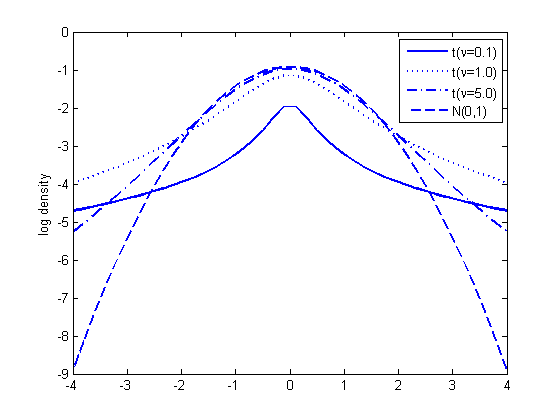 0
-1
-2
-3
-4
-5
-6
-7
-8
-9
log density
-4 -3 -2 -1 0 1 2 3 4
t(ν=0.1)
t(ν=1.0)
t(ν=5.0)
N(0,1)